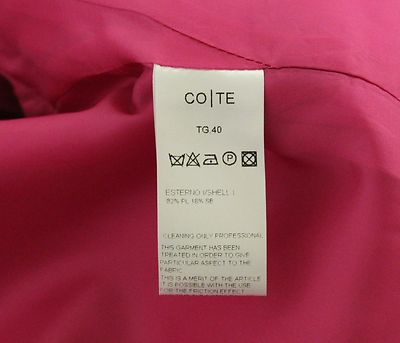 CO|TE
TG.40
P
ESTERNO I/SHELL I
82% PL 18% SE
CLEANING ONLY PROFESSIONAL
THIS GARMENT HAS BEEN
TREATED IN ORDER TO GIVE
PARTICULAR ASPECT TO THE
FABRIC.
THIS IS A MERIT OF THE ARTICLE
IT IS POSSIBLE WITH THE USE
FOR THE FRICTION EFFECT